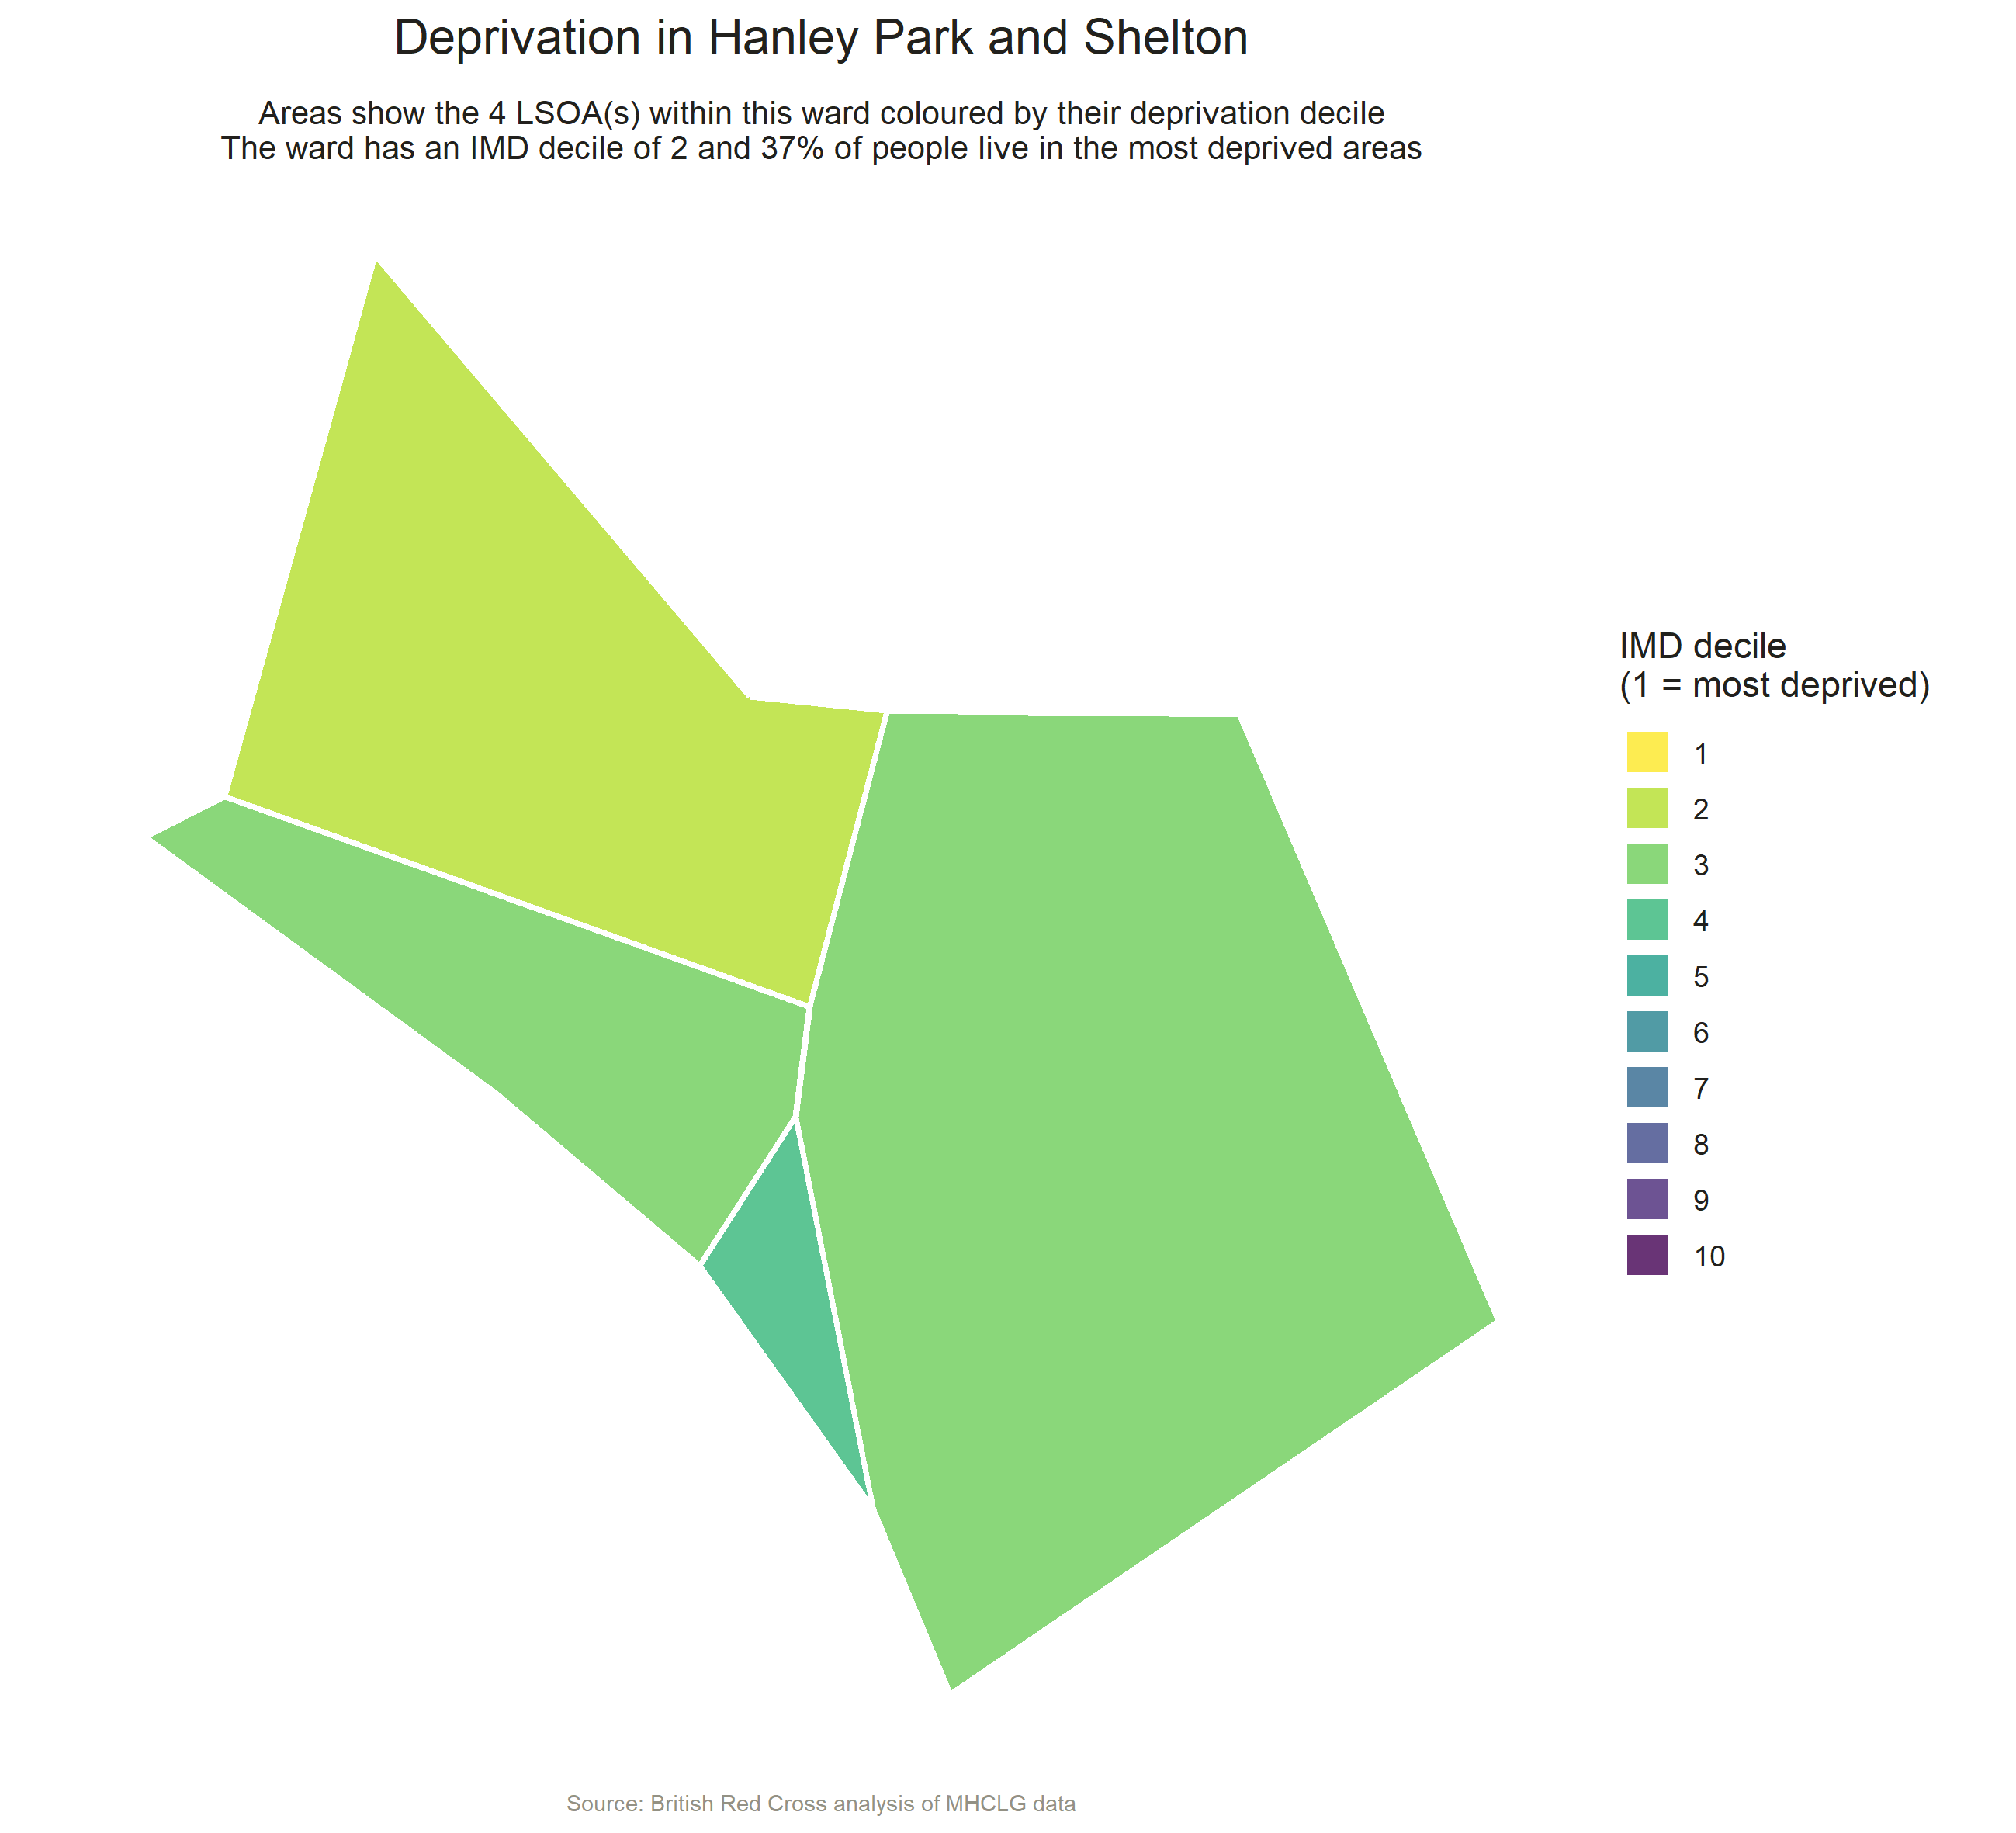 Deprivation in Hanley Park and Shelton
Areas show the 4 LSOA(s) within this ward coloured by their deprivation decile
The ward has an IMD decile of 2 and 37% of people live in the most deprived areas
IMD decile
(1 = most deprived)
1
2
3
4
5
6
7
8
9
10
Source: British Red Cross analysis of MHCLG data